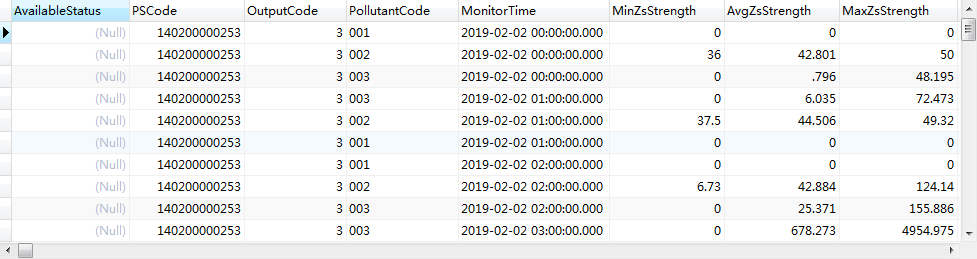 AvailableStatus PSCode OutputCode PollutantCode MonitorTime MinZsStrength AvgZsStrength MaxZsStrength
(Null) 140200000253 3 001 2019-02-02 00:00:00.000 0 0 0
(Null) 140200000253 3 002 2019-02-02 00:00:00.000 36 42.801 50
(Null) 140200000253 3 003 2019-02-02 00:00:00.000 0 .796 48.195
(Null) 140200000253 3 003 2019-02-02 01:00:00.000 0 6.035 72.473
(Null) 140200000253 3 002 2019-02-02 01:00:00.000 37.5 44.506 49.32
(Null) 140200000253 3 001 2019-02-02 01:00:00.000 0 0 0
(Null) 140200000253 3 001 2019-02-02 02:00:00.000 0 0 0
(Null) 140200000253 3 002 2019-02-02 02:00:00.000 6.73 42.884 124.14
(Null) 140200000253 3 003 2019-02-02 02:00:00.000 0 25.371 155.886
(Null) 140200000253 3 003 2019-02-02 03:00:00.000 0 678.273 4954.975